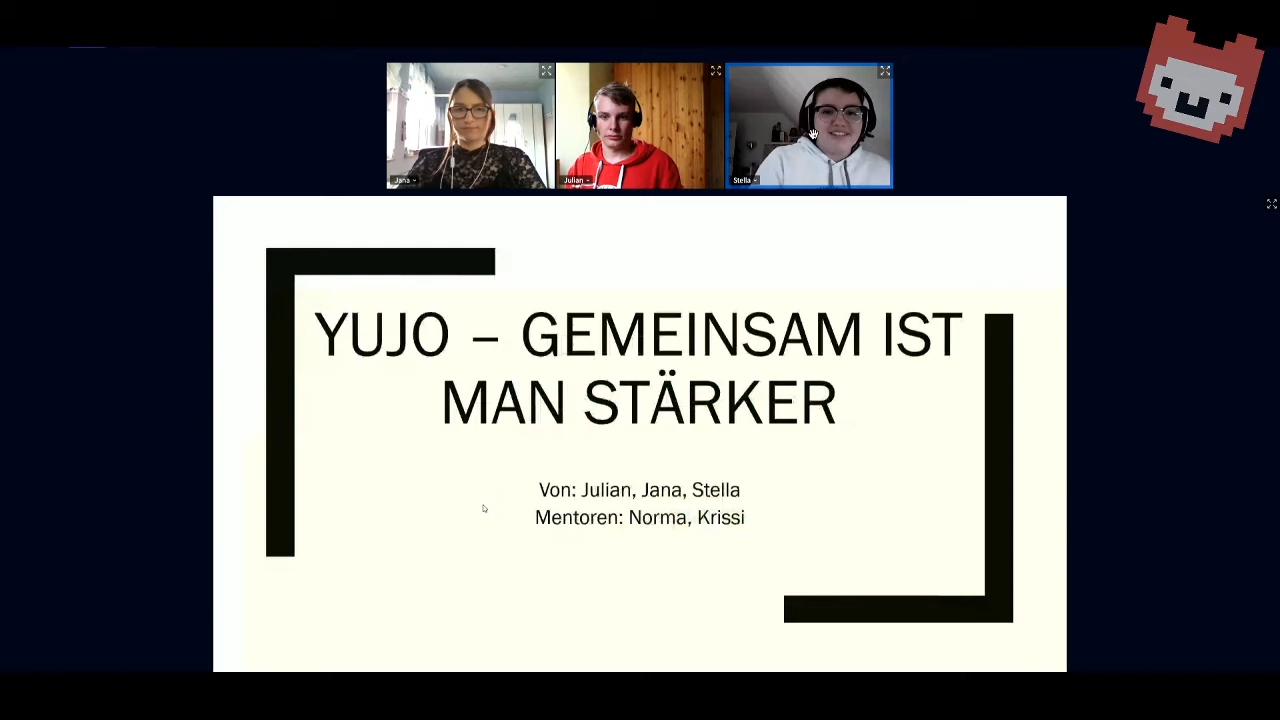 Jana
Julian
Stella
YUJO – GEMEINSAM IST
MAN STÄRKER
Von: Julian, Jana, Stella
Mentoren: Norma, Krissi